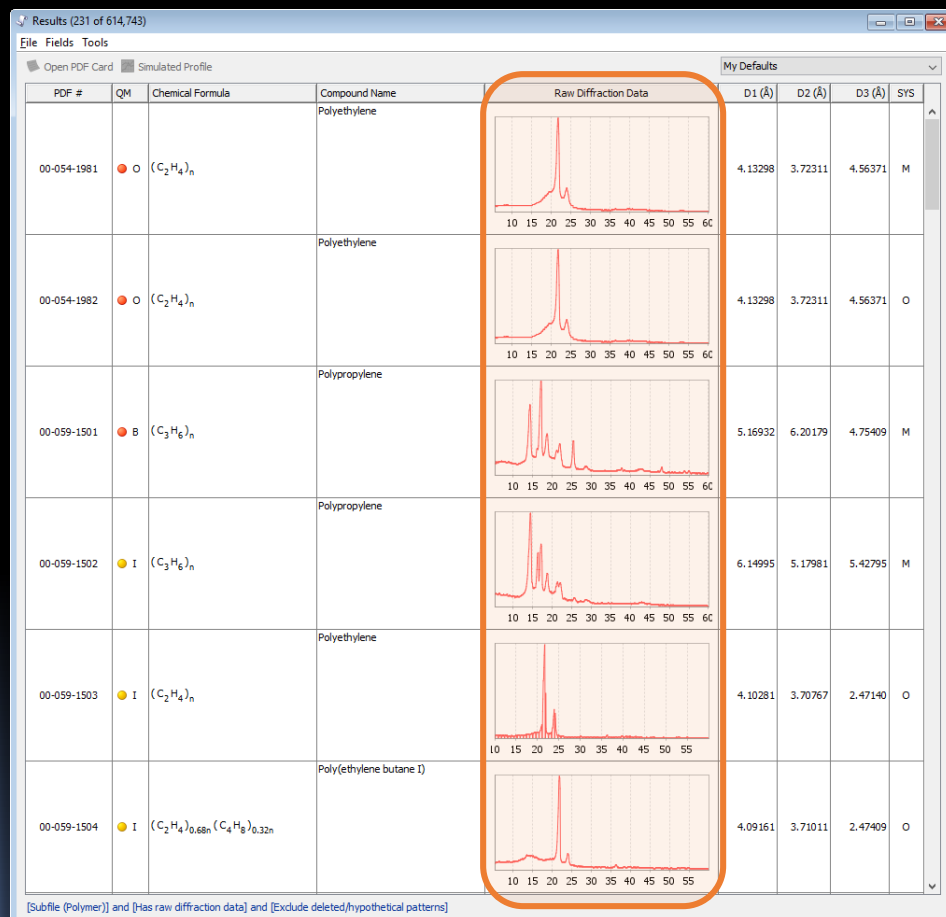 Results (231 of 614,743)
File Fields Tools
Open PDF Card Simulated Profile My Defaults
PDF # QM Chemical Formula Compound Name Raw Diffraction Data D1 (Å) D2 (Å) D3 (Å) SYS
Polyethylene
00-054-1981 O (C2H4)n 4.13298 3.72311 4.56371 M
10 15 20 25 30 35 40 45 50 55 60
Polyethylene
00-054-1982 O (C2H4)n 4.13298 3.72311 4.56371 O
10 15 20 25 30 35 40 45 50 55 60
Polypropylene
00-059-1501 B (C3H6)n 5.16932 6.20179 4.75409 M
10 15 20 25 30 35 40 45 50 55 60
Polypropylene
00-059-1502 I (C3H6)n 6.14995 5.17981 5.42795 M
10 15 20 25 30 35 40 45 50 55 60
Polyethylene
00-059-1503 I (C2H4)n 4.10281 3.70767 2.47140 O
10 15 20 25 30 35 40 45 50 55
Poly(ethylene butane I)
00-059-1504 I (C2H4)0.68n(C4H8)0.32n 4.09161 3.71011 2.47409 O
10 15 20 25 30 35 40 45 50 55
[Subfile (Polymer)] and [Has raw diffraction data] and [Exclude deleted/hypothetical patterns]